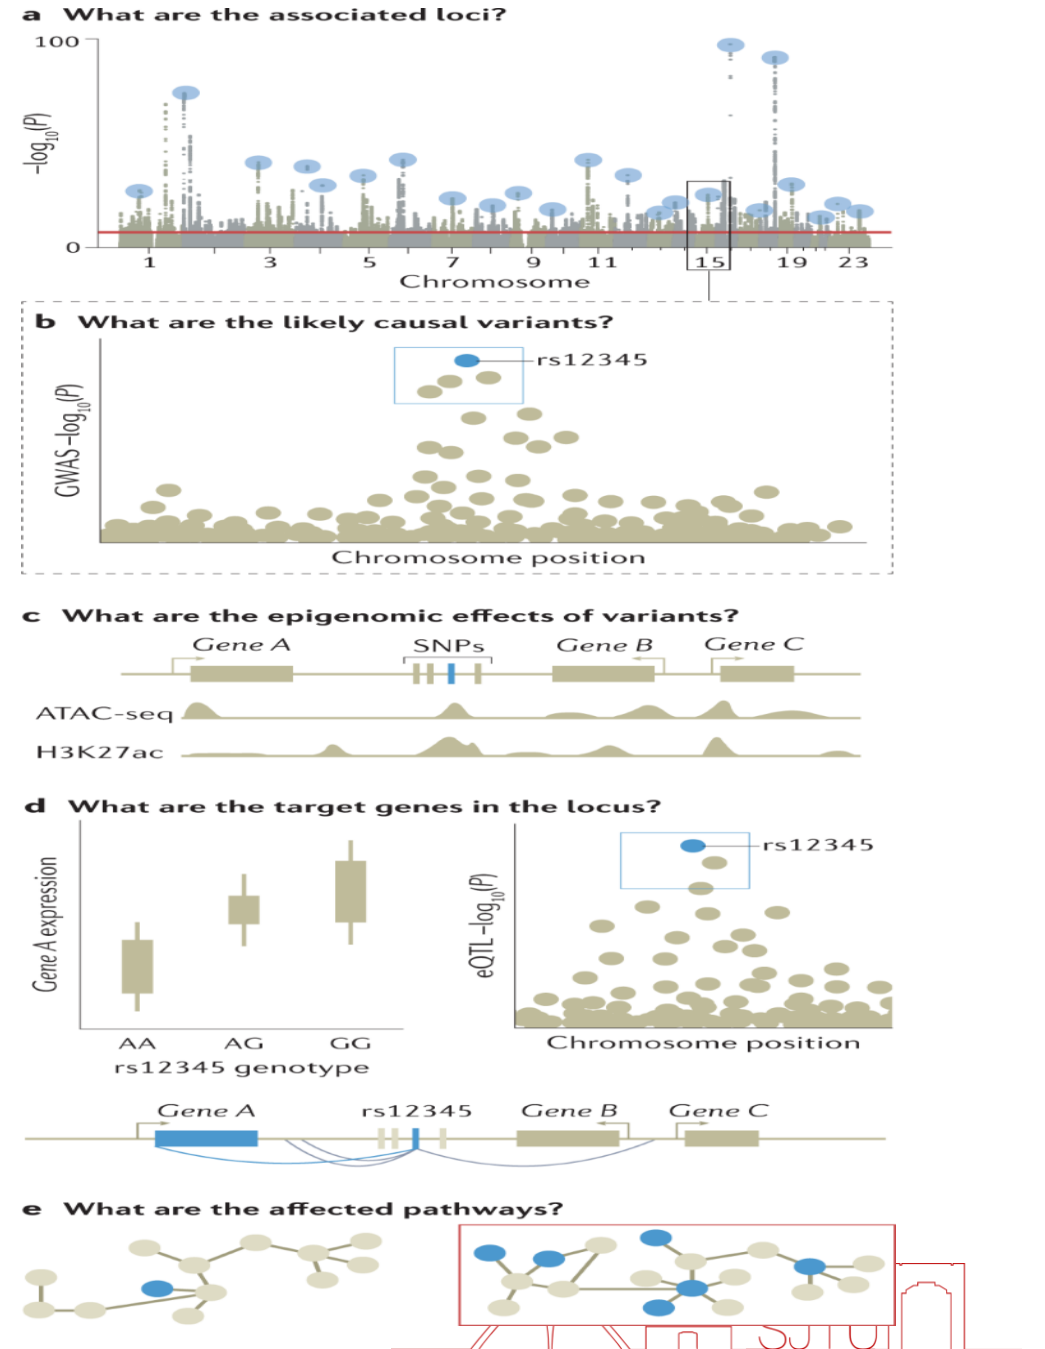 a What are the associated loci?
100
-log10(P)
0
1 3 5 7 9 11 15 19 23
Chromosome
b What are the likely causal variants?
rs12345
GWAS -log10(P)
Chromosome position
c What are the epigenomic effects of variants?
Gene A SNPs Gene B Gene C
ATAC-seq
H3K27ac
d What are the target genes in the locus?
rs12345
Gene A expression
eQTL -log10(P)
AA AG GG
Chromosome position
rs12345 genotype
Gene A rs12345 Gene B Gene C
e What are the affected pathways?
SJTU